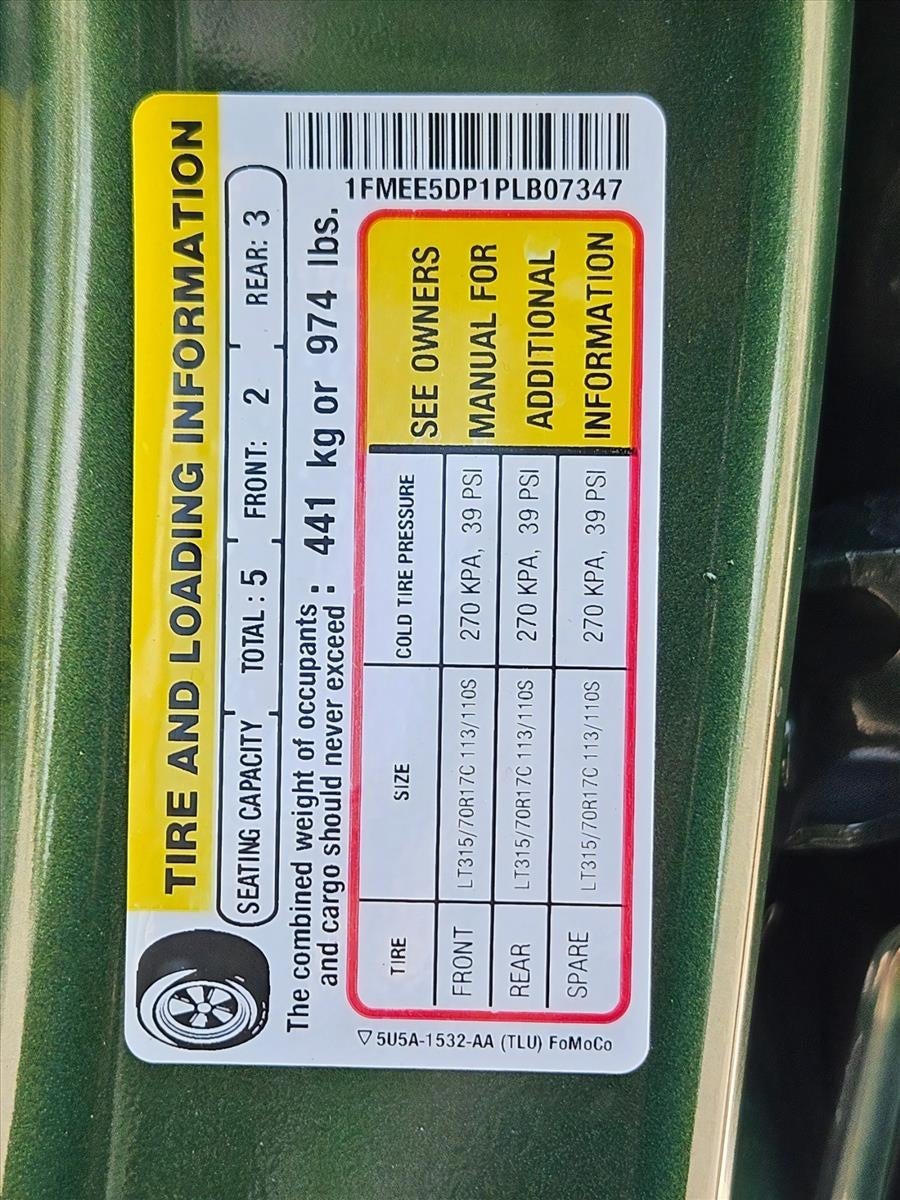 TIRE AND LOADING INFORMATION
SEATING CAPACITY TOTAL : 5 FRONT: 2 REAR: 3
The combined weight of occupants and cargo should never exceed : 441 kg or 974 lbs.
1FMEE5DP1PLB07347
TIRE SIZE COLD TIRE PRESSURE
FRONT LT315/70R17C 113/110S 270 KPA, 39 PSI
REAR LT315/70R17C 113/110S 270 KPA, 39 PSI
SPARE LT315/70R17C 113/110S 270 KPA, 39 PSI
SEE OWNERS
MANUAL FOR
ADDITIONAL
INFORMATION
▽ 5U5A-1532-AA (TLU) FoMoCo